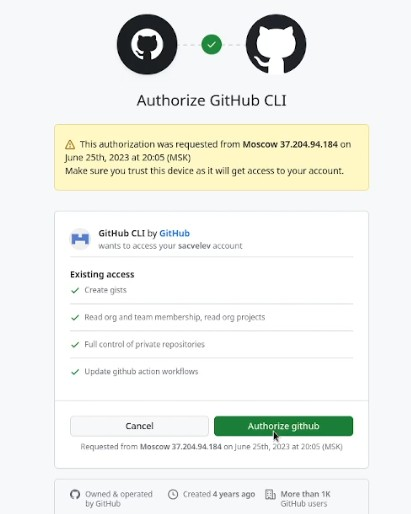 Authorize GitHub CLI
This authorization was requested from Moscow 37.204.94.184 on
June 25th, 2023 at 20:05 (MSK)
Make sure you trust this device as it will get access to your account.
GitHub CLI by GitHub
wants to access your sacvelev account
Existing access
Create gists
Read org and team membership, read org projects
Full control of private repositories
Update github action workflows
Cancel
Authorize github
Requested from Moscow 37.204.94.184 on June 25th, 2023 at 20:05 (MSK)
Owned & operated
by GitHub
Created 4 years ago
More than 1K
GitHub users